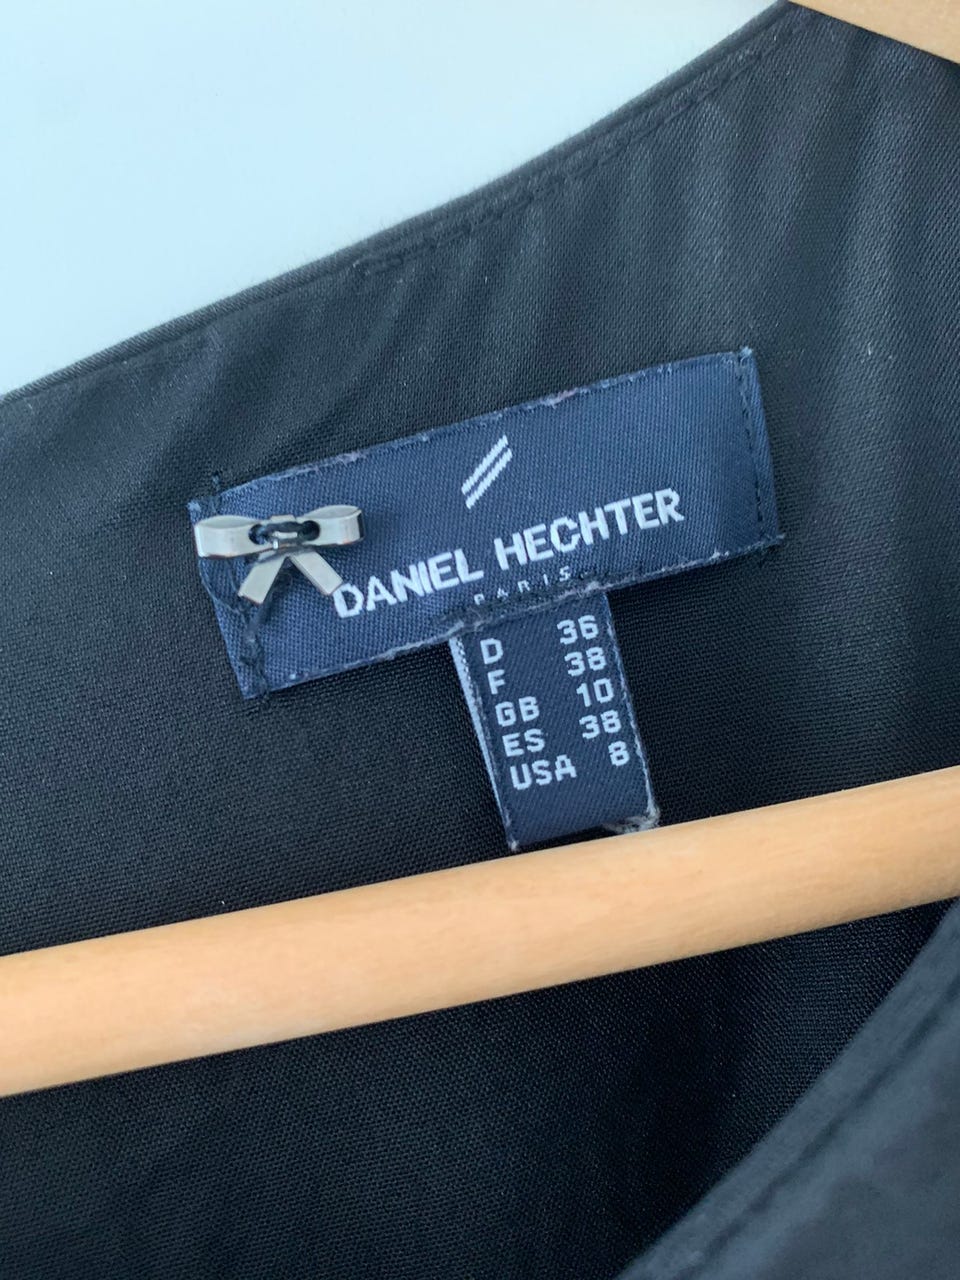 DANIEL HECHTER
PARIS
D 36
F 38
GB 10
ES 38
USA 8